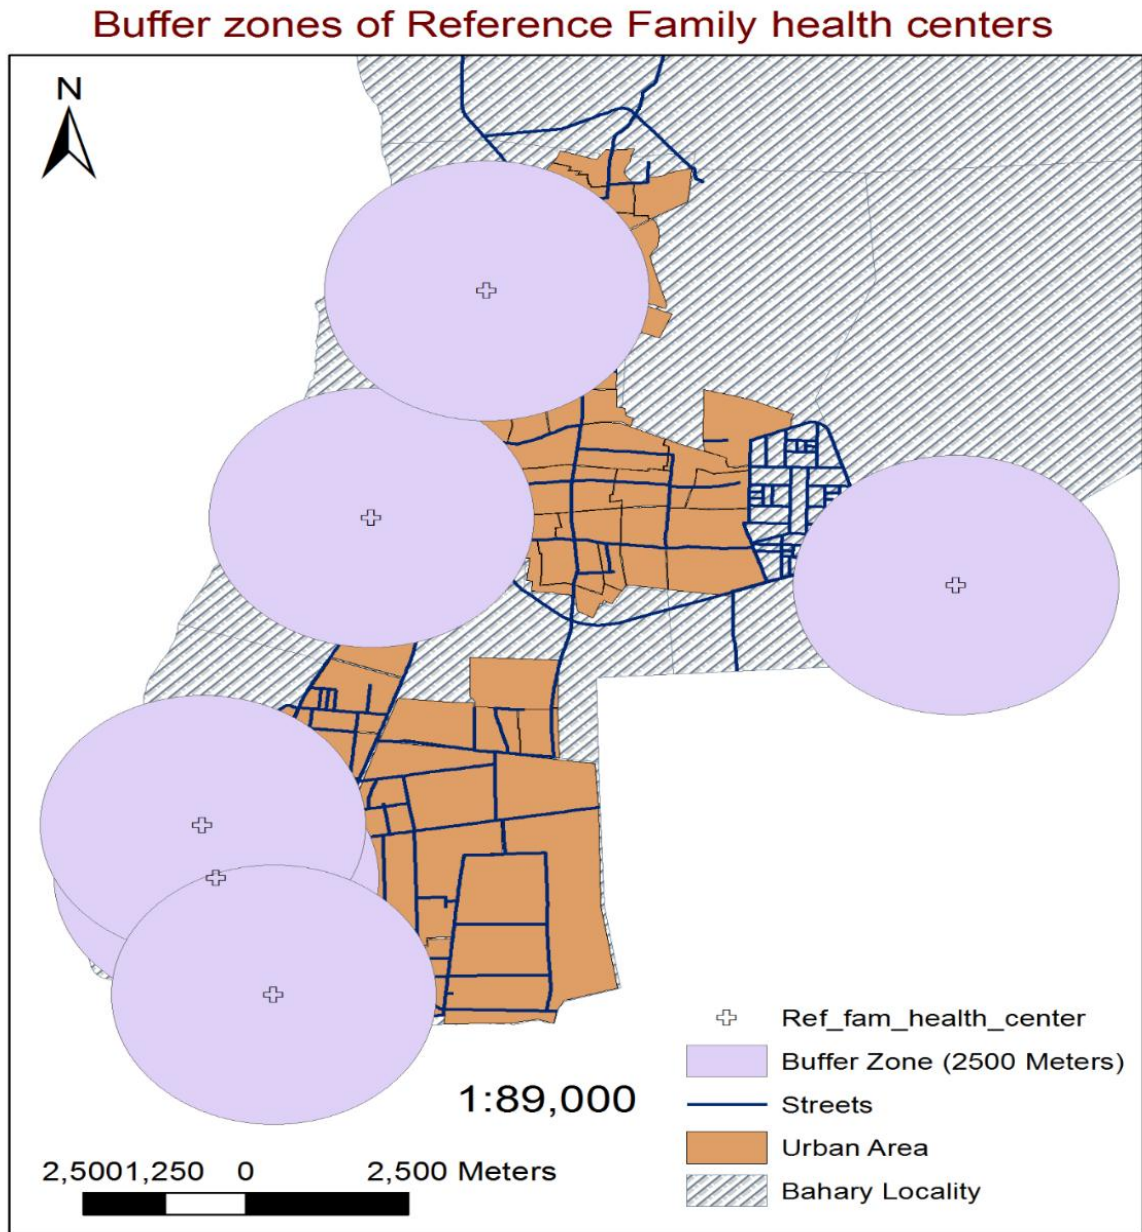 Buffer zones of Reference Family health centers
N
Ref_fam_health_center
Buffer Zone (2500 Meters)
1:89,000
Streets
Urban Area
2,5001,250 0 2,500 Meters
Bahary Locality